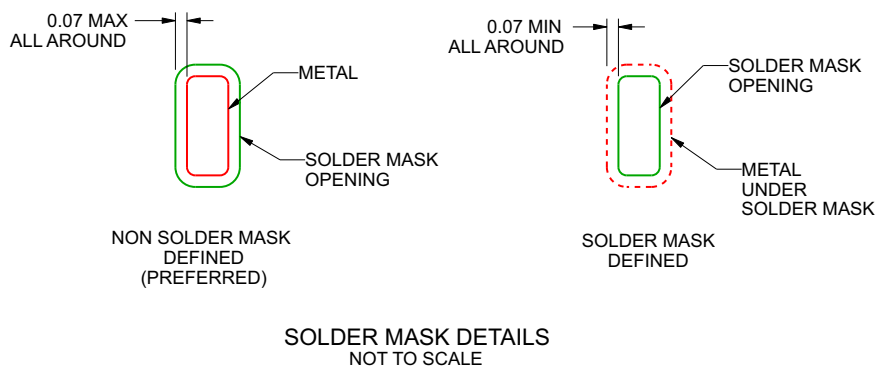 0.07 MAX
ALL AROUND
METAL
SOLDER MASK
OPENING
NON SOLDER MASK
DEFINED
(PREFERRED)
0.07 MIN
ALL AROUND
SOLDER MASK
OPENING
METAL
UNDER
SOLDER MASK
SOLDER MASK
DEFINED
SOLDER MASK DETAILS
NOT TO SCALE